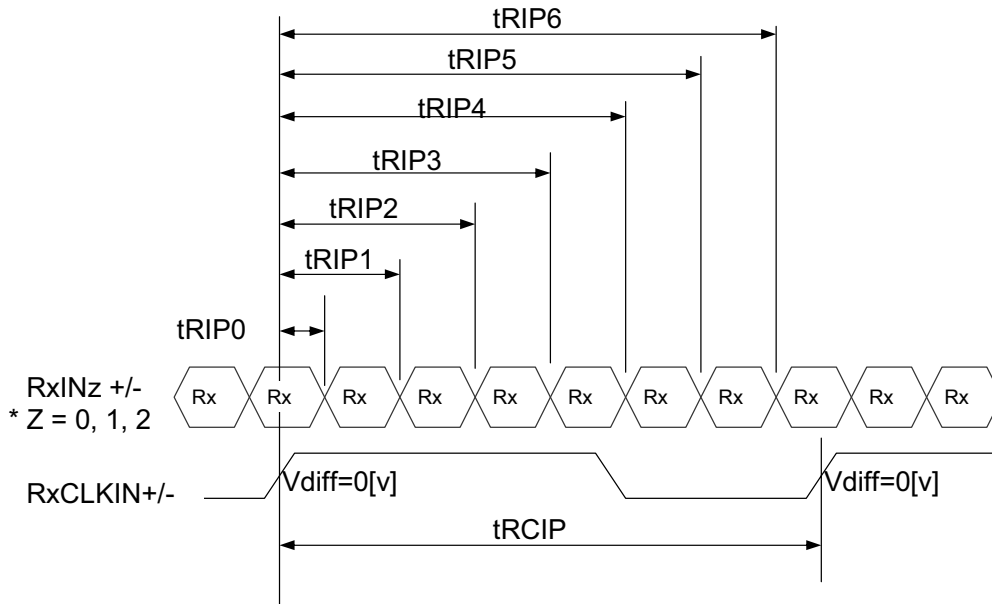 tRIP6
tRIP5
tRIP4
tRIP3
tRIP2
tRIP1
tRIP0
RxINz +/-
* Z = 0, 1, 2
Rx Rx Rx Rx Rx Rx Rx Rx Rx Rx Rx
RxCLKIN+/-
Vdiff=0[v] Vdiff=0[v]
tRCIP